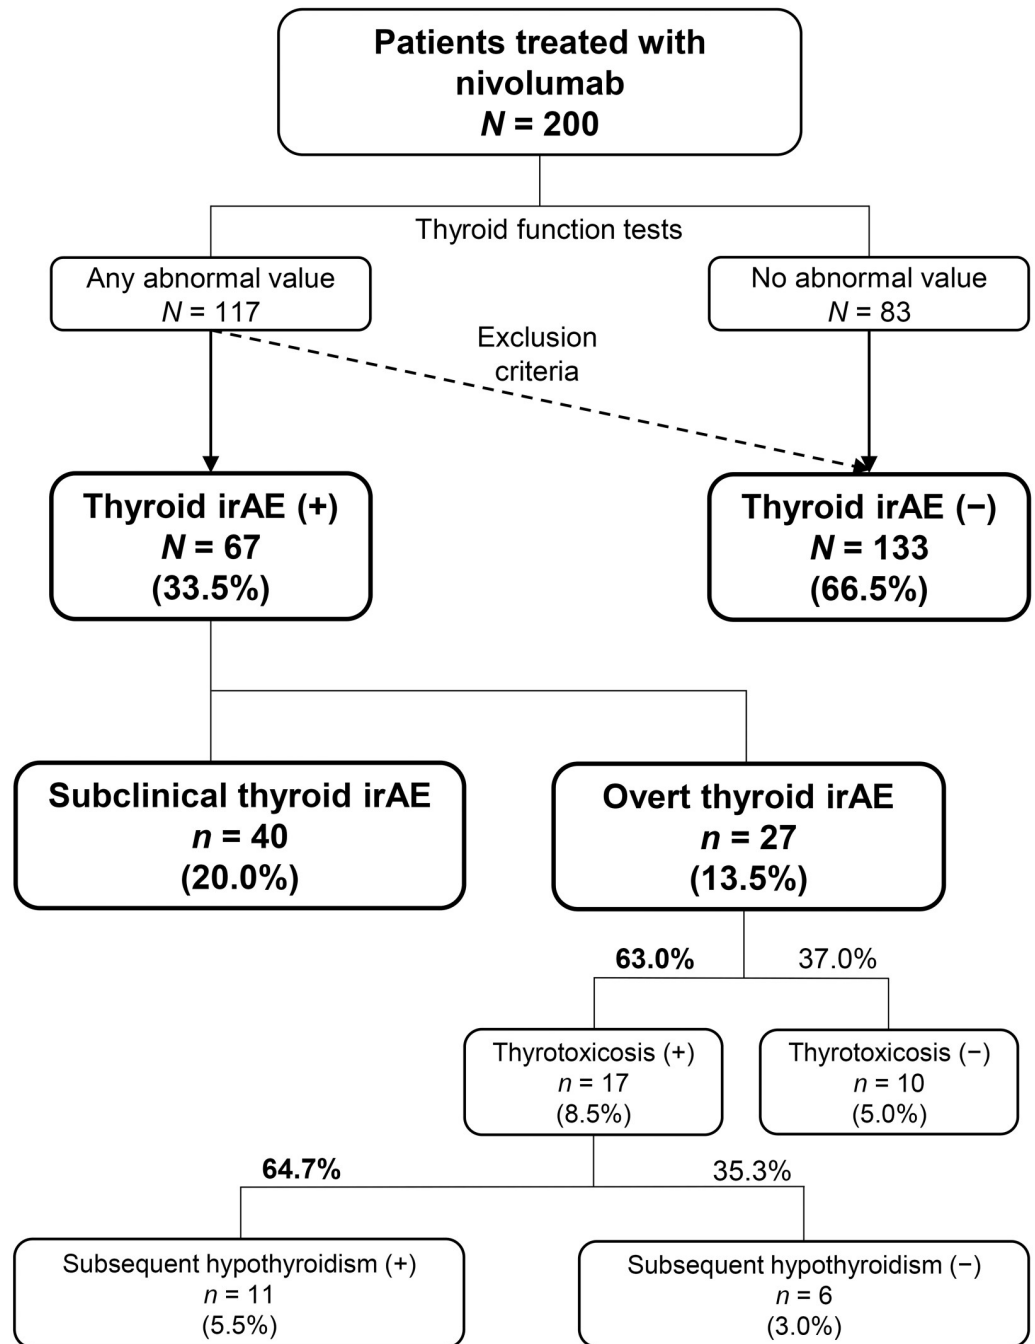 Patients treated with
nivolumab
N = 200
Thyroid function tests
Any abnormal value
N = 117
No abnormal value
N = 83
Exclusion
criteria
Thyroid irAE (+)
N = 67
(33.5%)
Thyroid irAE (−)
N = 133
(66.5%)
Subclinical thyroid irAE
n = 40
(20.0%)
Overt thyroid irAE
n = 27
(13.5%)
63.0%
37.0%
Thyrotoxicosis (+)
n = 17
(8.5%)
Thyrotoxicosis (−)
n = 10
(5.0%)
64.7%
35.3%
Subsequent hypothyroidism (+)
n = 11
(5.5%)
Subsequent hypothyroidism (−)
n = 6
(3.0%)